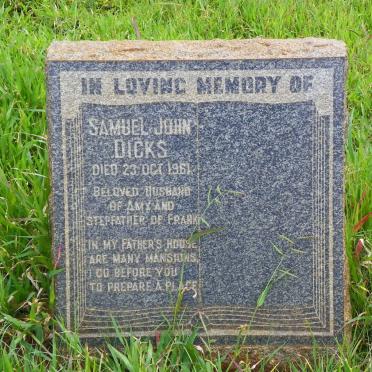 IN LOVING MEMORY OF
SAMUEL JOHN
DICKS
DIED 23 OCT 1961.
BELOVED HUSBAND
OF AMY AND
STEPFATHER OF FRANK
IN MY FATHER'S HOUSE
ARE MANY MANSIONS,
I GO BEFORE YOU
TO PREPARE A PLACE